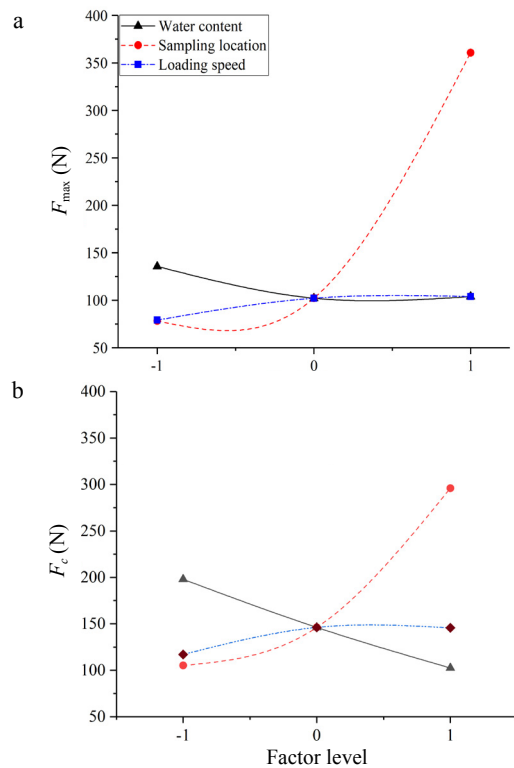 a
400
Water content
Sampling location
Loading speed
350
300
250
200
150
100
50
Fmax (N)
-1 0 1
b
400
350
300
250
200
150
100
50
Fc (N)
-1 0 1
Factor level